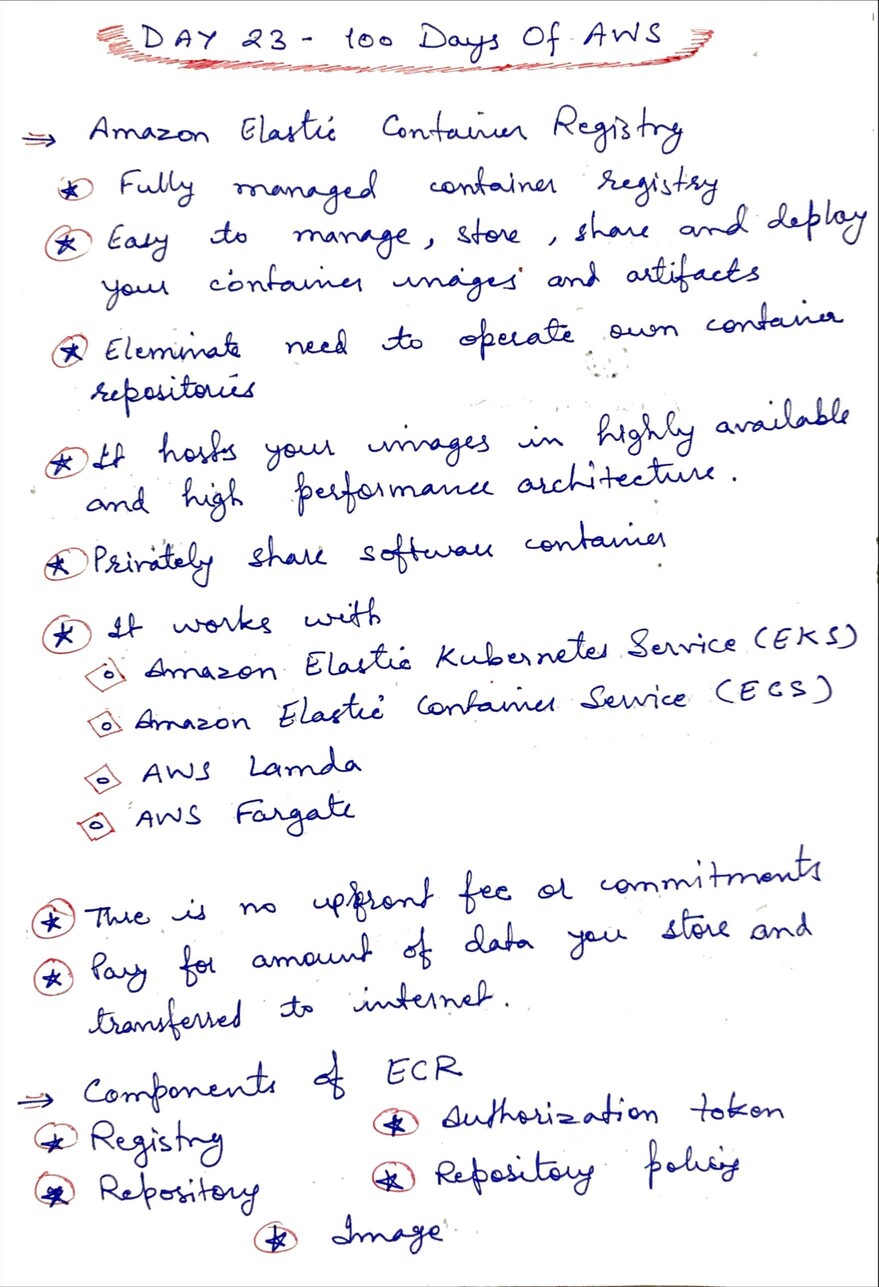 DAY 23 - 100 Days Of AWS
⇒ Amazon Elastic Container Registry
★ Fully managed container registry
★ Easy to manage, store, share and deploy
your container images and artifacts
★ Eleminate need to operate own container
repositories
★ It hosts your images in highly available
and high performance architecture.
★ Privately share software container
★ It works with
Amazon Elastic Kubernetes Service (EKS)
Amazon Elastic Container Service (ECS)
AWS Lamda
AWS Fargate
★ There is no upfront fee or commitments
★ Pay for amount of data you store and
transferred to internet.
⇒ Components of ECR
★ Registry ★ Authorization token
★ Repository ★ Repository policy
★ Image